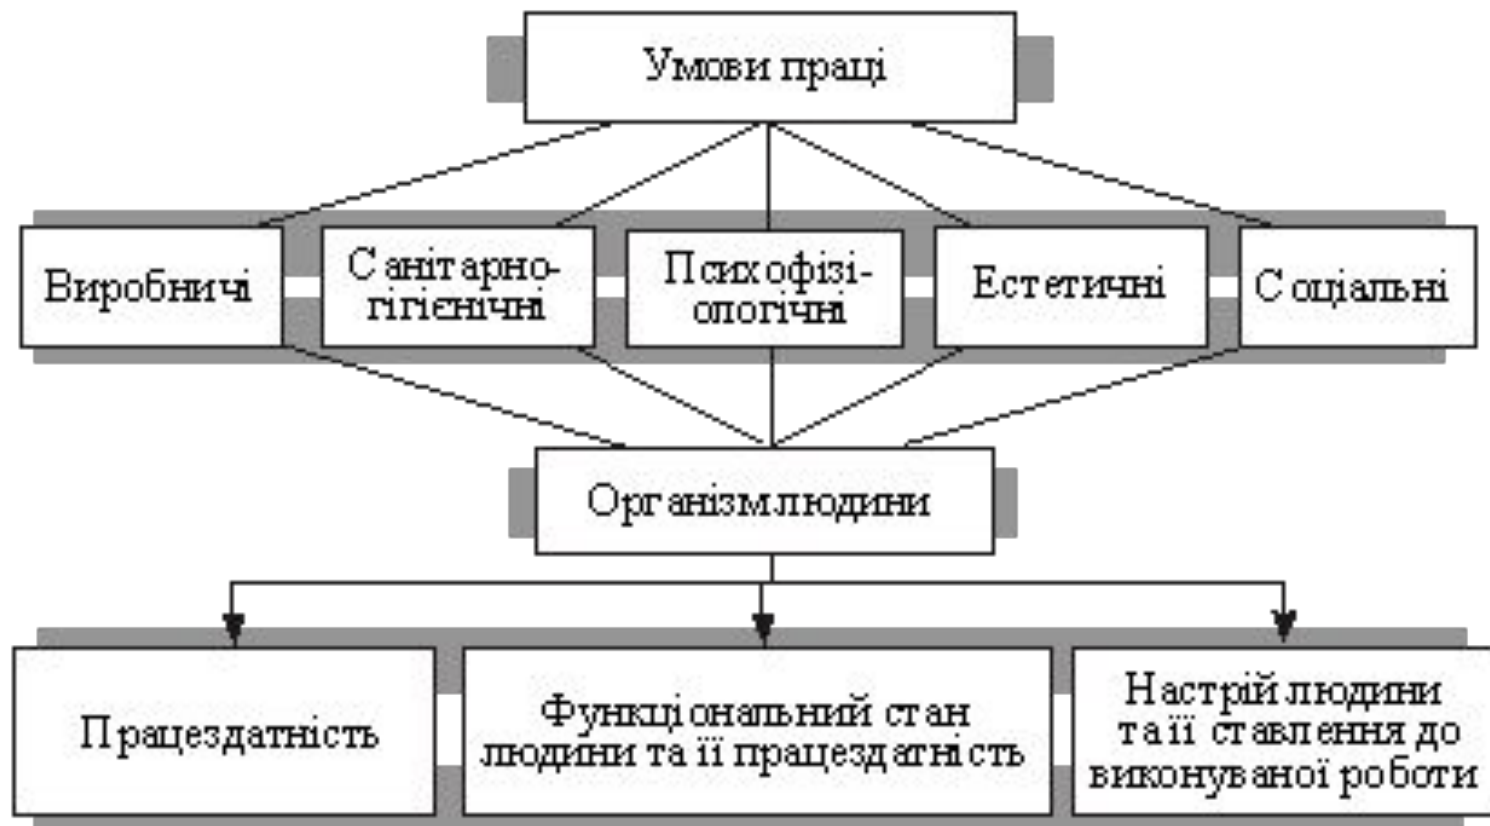 Умови праці
Виробничі
Санітарно-
гігієнічні
Психофізі-
ологічні
Естетичні
Соціальні
Організм людини
Працездатність
Функціональний стан
людини та її працездатність
Настрій людини
та її ставлення до
виконуваної роботи